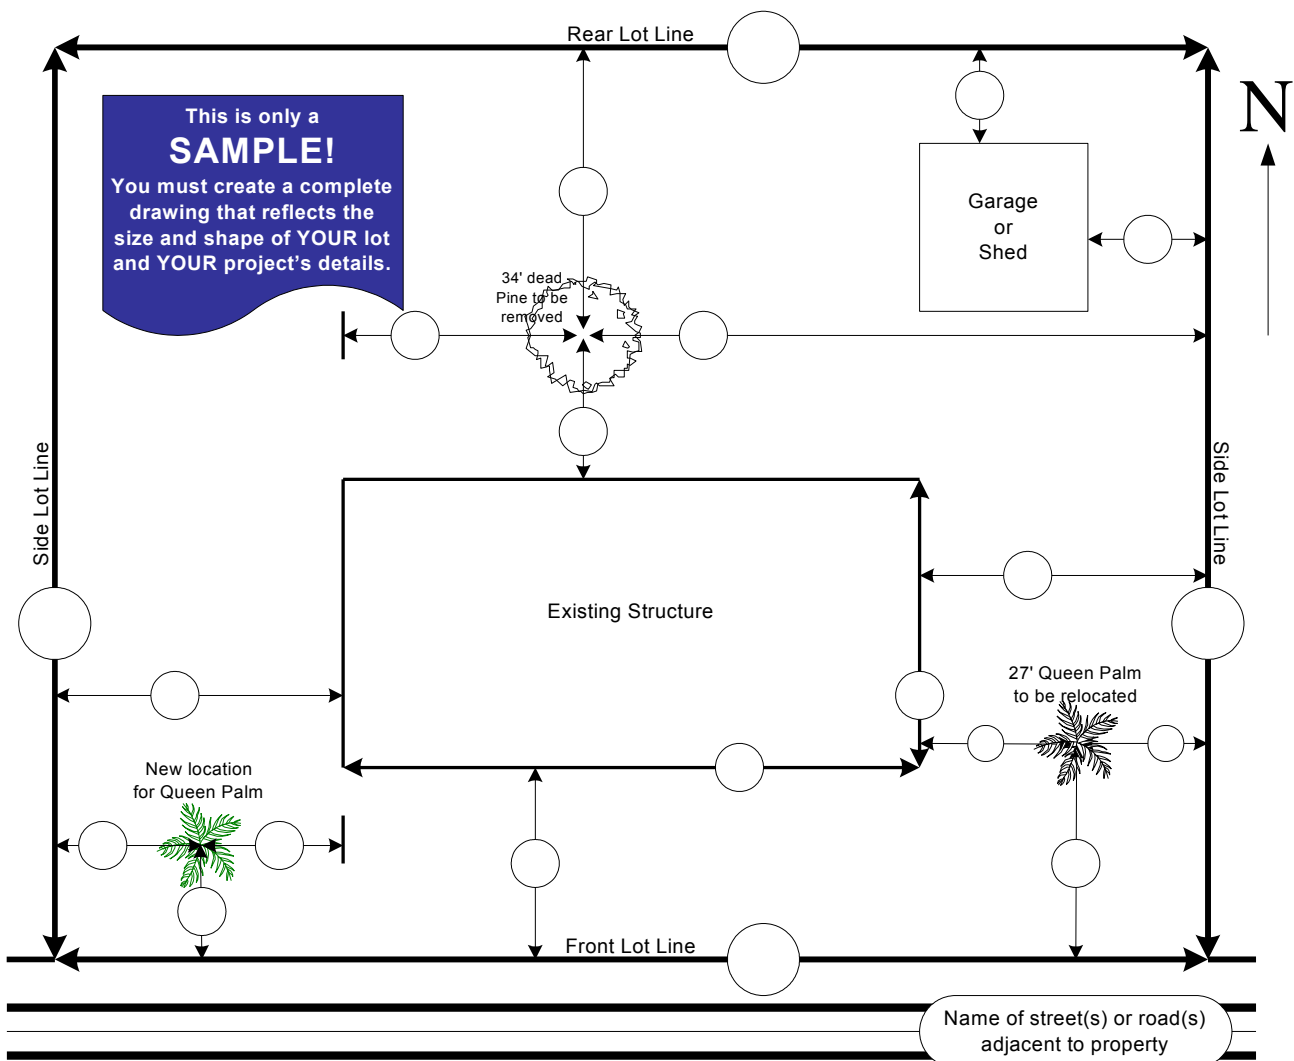 Rear Lot Line
N
This is only a
SAMPLE!
You must create a complete
drawing that reflects the
size and shape of YOUR lot
and YOUR project's details.
Garage
or
Shed
34' dead
Pine to be
removed
Side Lot Line
Side Lot Line
Existing Structure
27' Queen Palm
to be relocated
New location
for Queen Palm
Front Lot Line
Name of street(s) or road(s)
adjacent to property